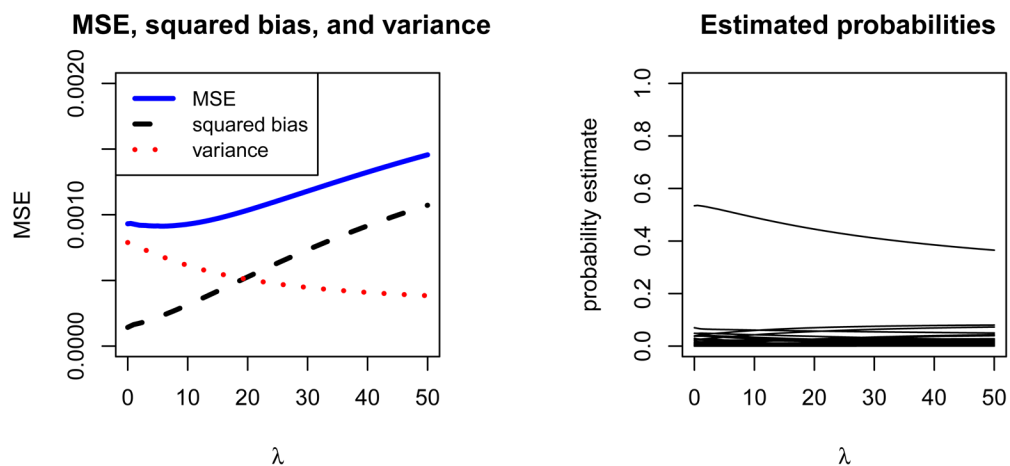 MSE, squared bias, and variance
MSE
0.0000
0.0010
0.0020
MSE
squared bias
variance
0 10 20 30 40 50
λ
Estimated probabilities
probability estimate
0.0
0.2
0.4
0.6
0.8
1.0
0 10 20 30 40 50
λ